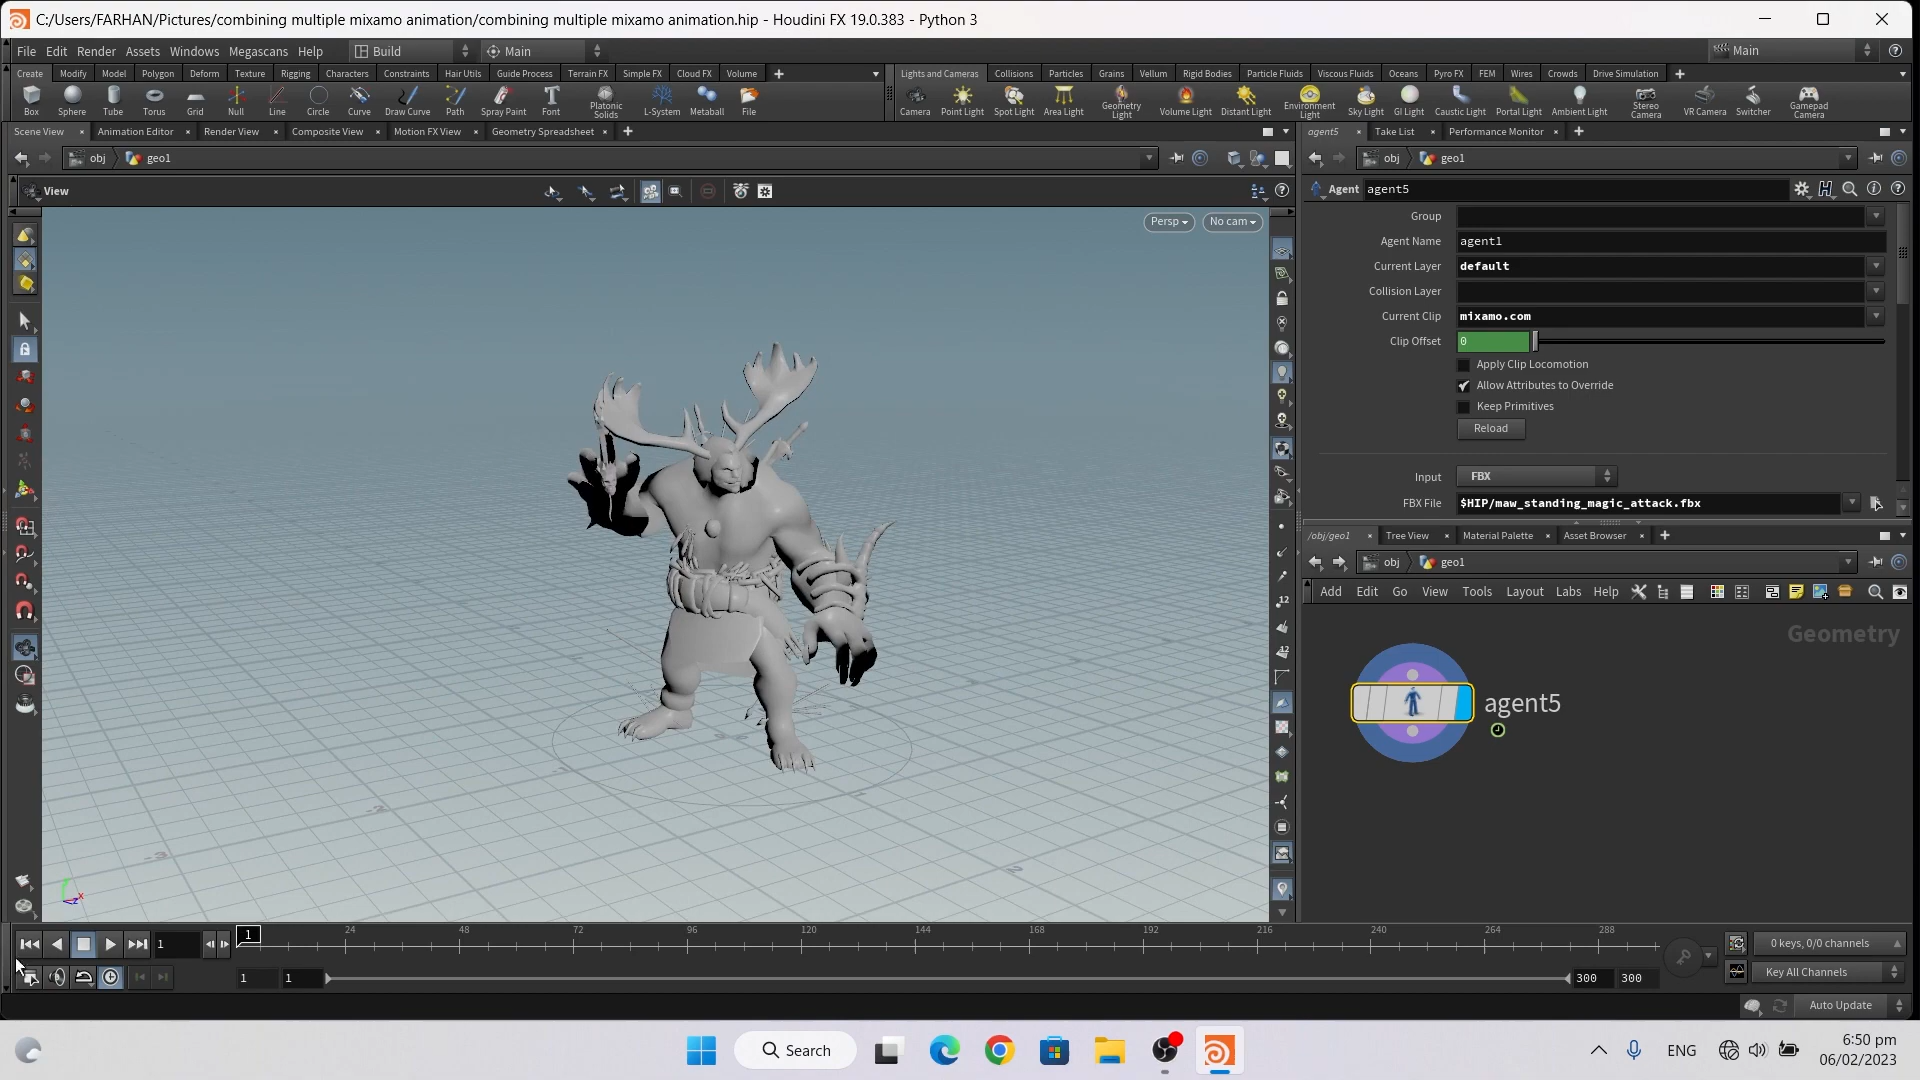 C:/Users/FARHAN/Pictures/combining multiple mixamo animation/combining multiple mixamo animation.hip - Houdini FX 19.0.383 - Python 3
File Edit Render Assets Windows Megascans Help Build Main Main
Create Modify Model Polygon Deform Texture Rigging Characters Constraints Hair Utils Guide Process Terrain FX Simple FX Cloud FX Volume
Lights and Cameras Collisions Particles Grains Vellum Rigid Bodies Particle Fluids Viscous Fluids Oceans Pyro FX FEM Wires Crowds Drive Simulation
Box Sphere Tube Torus Grid Null Line Circle Curve Draw Curve Path Spray Paint Font Platonic Solids L-System Metaball File
Camera Point Light Spot Light Area Light Geometry Light Volume Light Distant Light Environment Light Sky Light GI Light Caustic Light Portal Light Ambient Light Stereo Camera VR Camera Switcher Gamepad Camera
Scene View Animation Editor Render View Composite View Motion FX View Geometry Spreadsheet
agent5 Take List Performance Monitor
obj geo1
obj geo1
View
Agent agent5
Persp No cam
Group
Agent Name agent1
Current Layer default
Collision Layer
Current Clip mixamo.com
Clip Offset 0
Apply Clip Locomotion
Allow Attributes to Override
Keep Primitives
Reload
Input FBX
FBX File $HIP/maw_standing_magic_attack.fbx
/obj/geo1 Tree View Material Palette Asset Browser
obj geo1
Add Edit Go View Tools Layout Labs Help
Geometry
agent5
1 1 24 48 72 96 120 144 168 192 216 240 264 288
0 keys, 0/0 channels
1 1 300 300
Key All Channels
Auto Update
Search
ENG
6:50 pm
06/02/2023